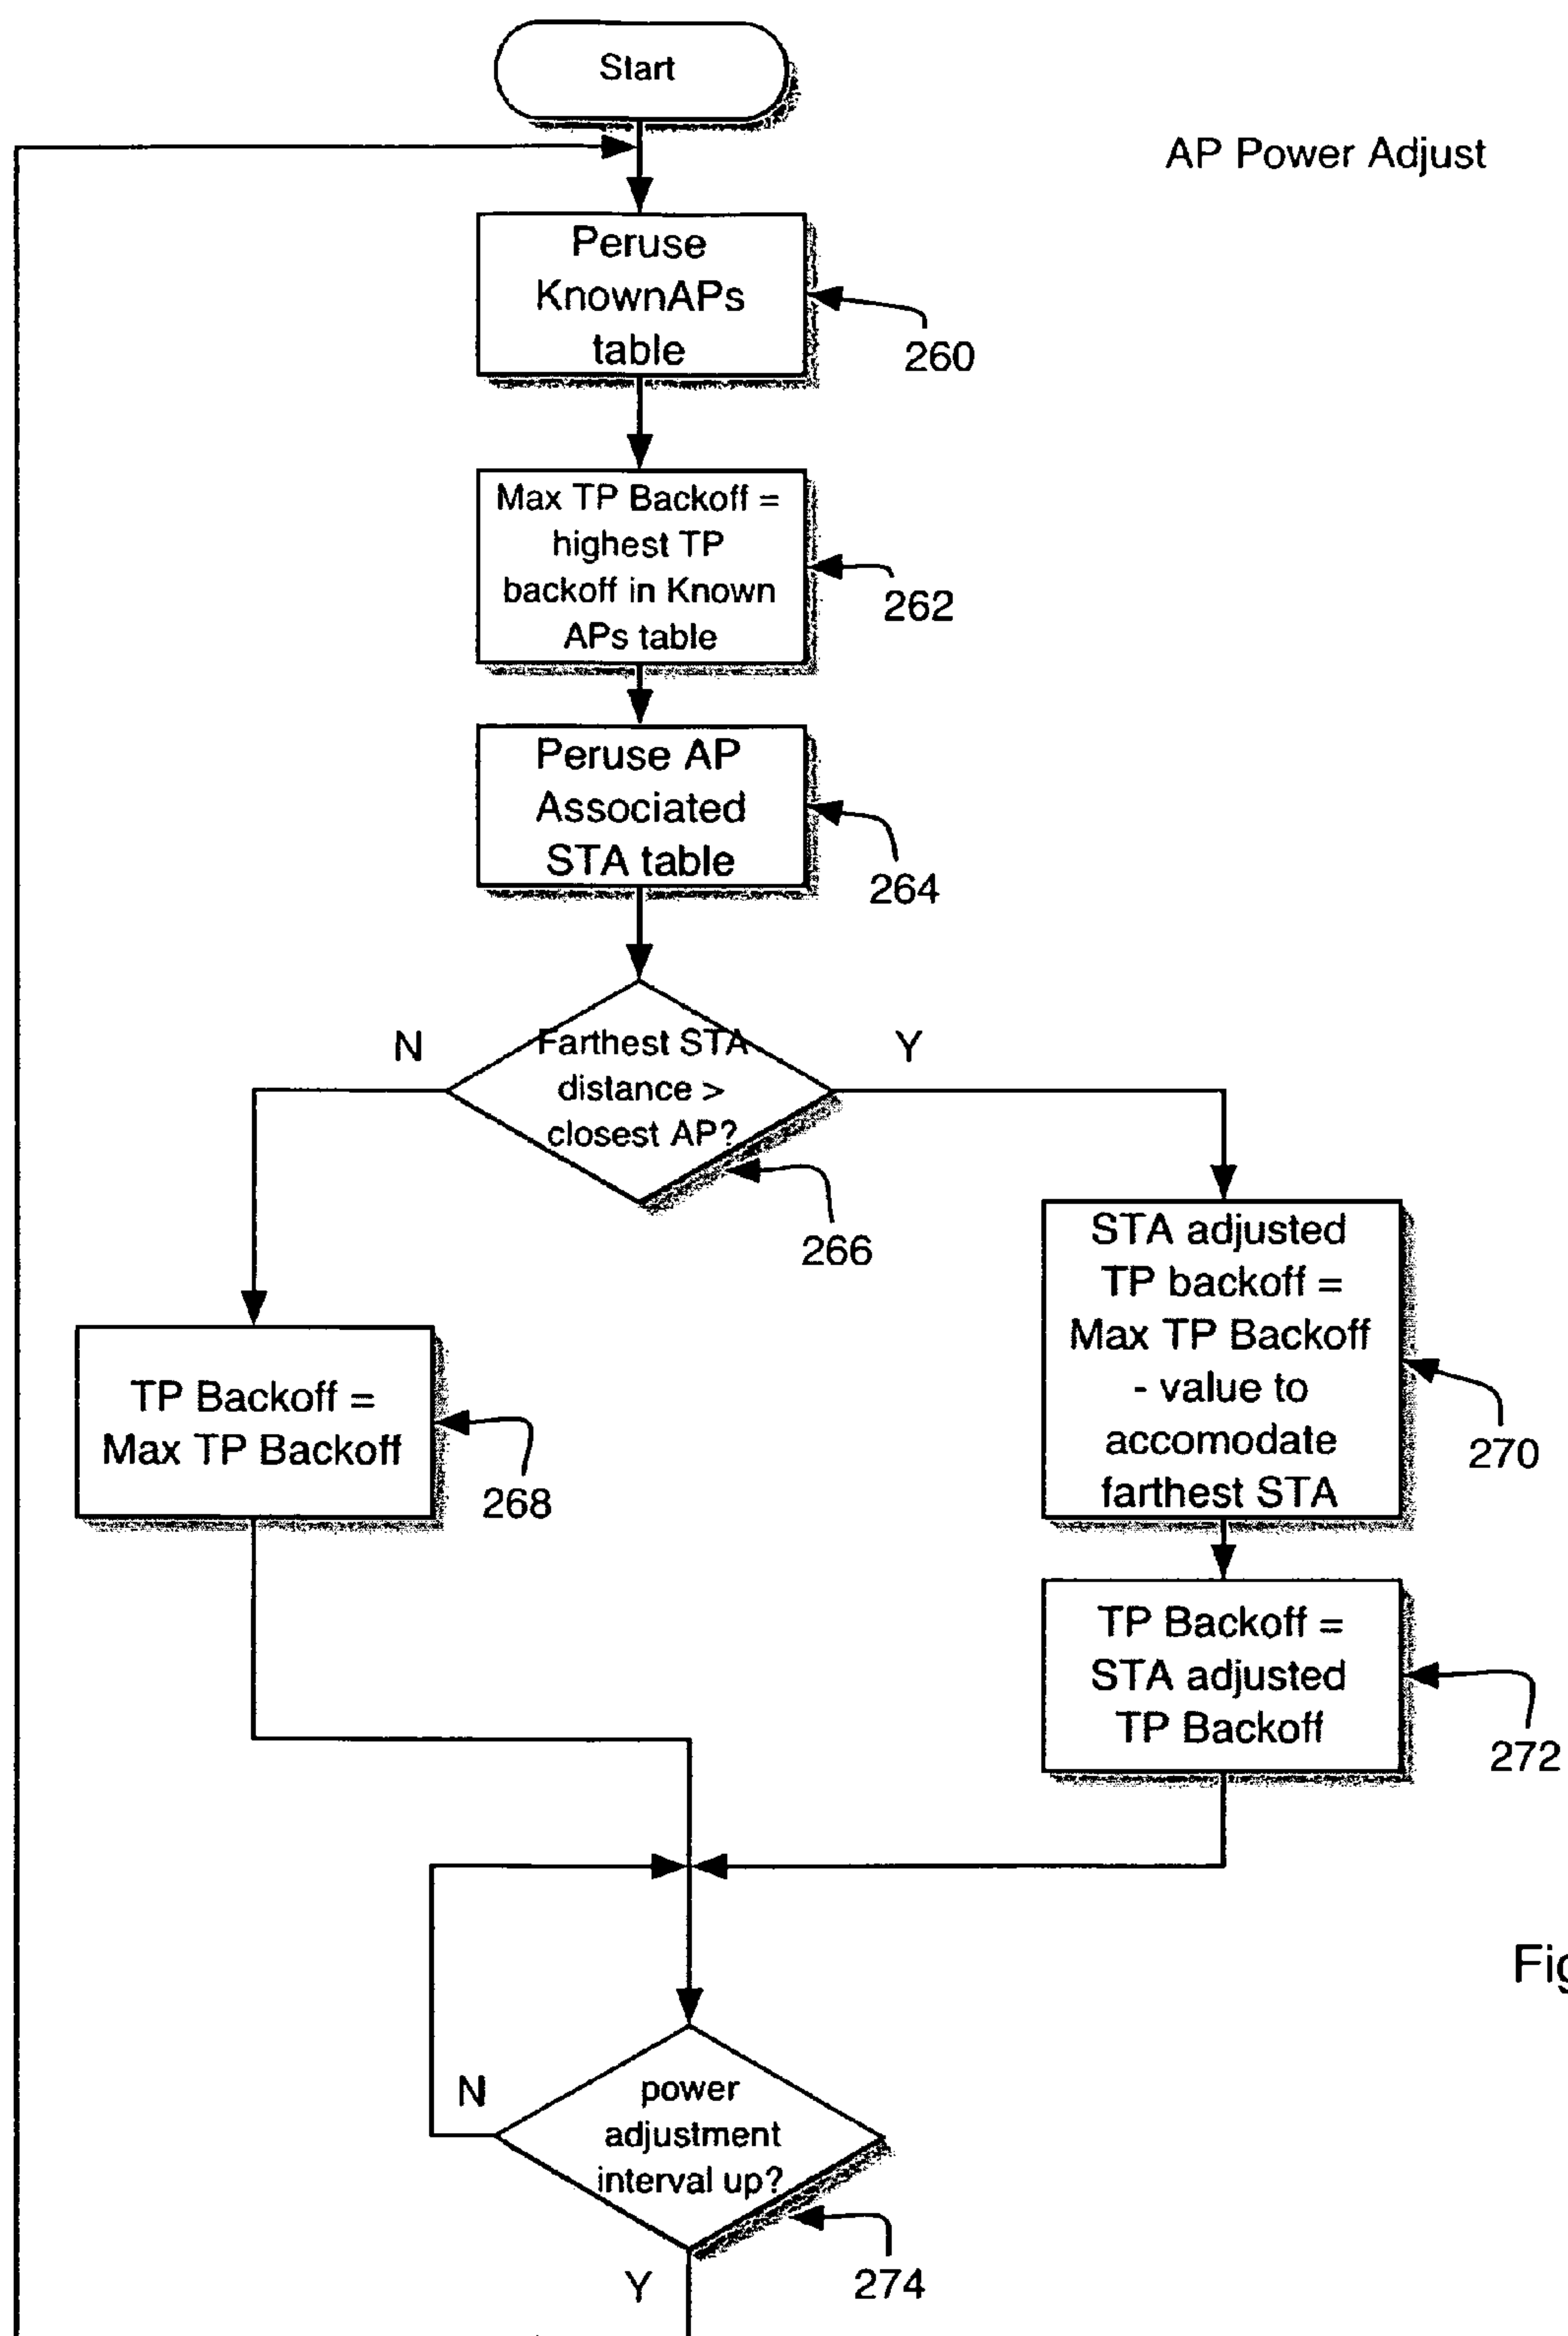 Start
AP Power Adjust
Peruse
KnownAPs
table
260
Max TP Backoff =
highest TP
backoff in Known
APs table
262
Peruse AP
Associated
STA table
264
N
Farthest STA
distance >
closest AP?
Y
266
STA adjusted
TP backoff =
Max TP Backoff
- value to
accomodate
farthest STA
270
TP Backoff =
Max TP Backoff
268
TP Backoff =
STA adjusted
TP Backoff
272
Fig
N
power
adjustment
interval up?
Y
274